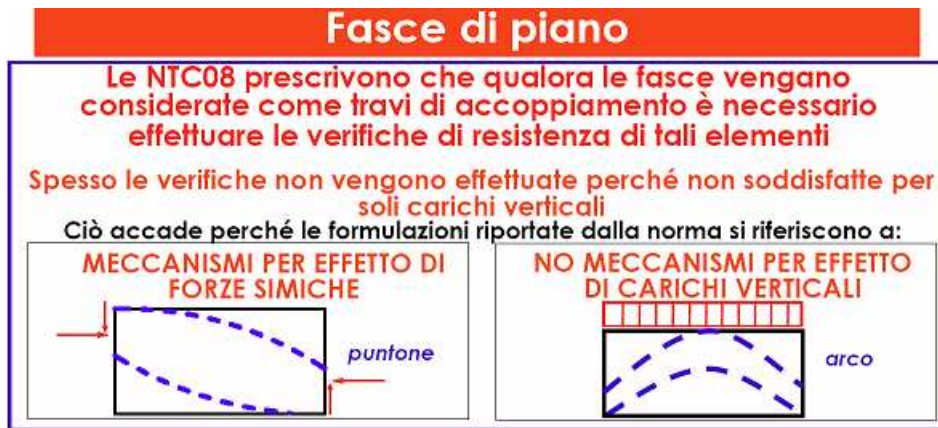 Fasce di piano
Le NTC08 prescrivono che qualora le fasce vengano
considerate come travi di accoppiamento è necessario
effettuare le verifiche di resistenza di tali elementi
Spesso le verifiche non vengono effettuate perché non soddisfatte per
soli carichi verticali
Ciò accade perché le formulazioni riportate dalla norma si riferiscono a:
MECCANISMI PER EFFETTO DI
FORZE SIMICHE
puntone
NO MECCANISMI PER EFFETTO
DI CARICHI VERTICALI
arco